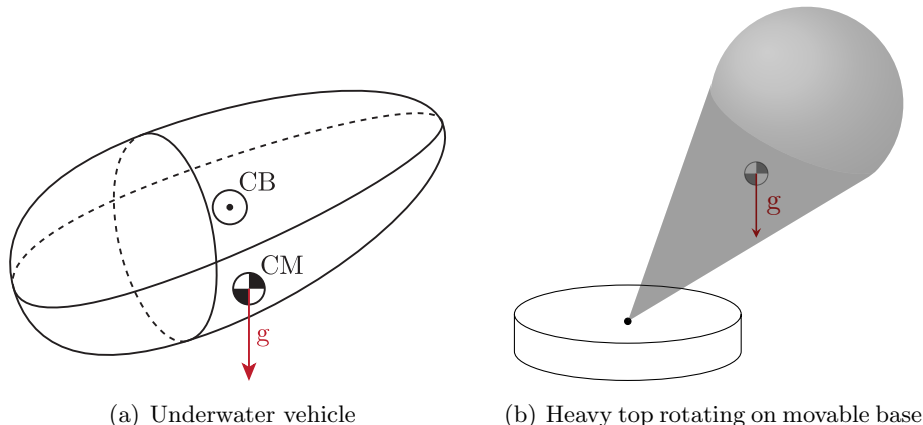 CB
CM
g
g
(a) Underwater vehicle
(b) Heavy top rotating on movable base